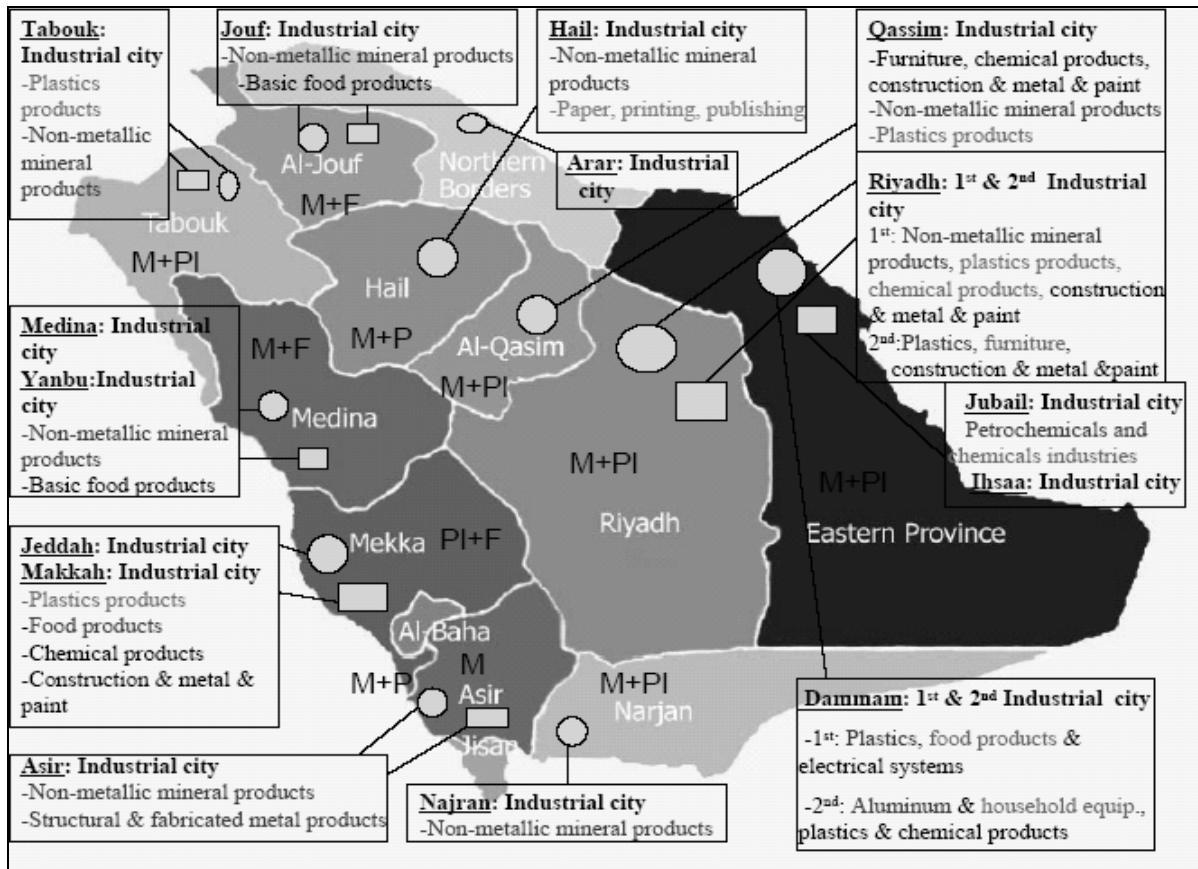 Tabouk:
Industrial city
-Plastics
products
-Non-metallic
mineral
products
Jouf: Industrial city
-Non-metallic mineral products
-Basic food products
Hail: Industrial city
-Non-metallic mineral
products
-Paper, printing, publishing
Qassim: Industrial city
-Furniture, chemical products,
construction & metal & paint
-Non-metallic mineral products
-Plastics products
Arar: Industrial
city
Riyadh: 1st & 2nd Industrial
city
1st: Non-metallic mineral
products, plastics products,
chemical products, construction
& metal & paint
2nd:Plastics, furniture,
construction & metal &paint
Al-Jouf
M+F
Northern
Borders
Tabouk
M+PI
Hail
M+P
Al-Qasim
M+PI
Medina: Industrial
city
Yanbu:Industrial
city
-Non-metallic mineral
products
-Basic food products
M+F
Medina
Jubail: Industrial city
Petrochemicals and
chemicals industries
Ihsaa: Industrial city
M+PI
Riyadh
M+PI
Eastern Province
Jeddah: Industrial city
Makkah: Industrial city
-Plastics products
-Food products
-Chemical products
-Construction & metal &
paint
Mekka
PI+F
Al-Baha
M
M+P
Asir
Jisan
M+PI
Narjan
Asir: Industrial city
-Non-metallic mineral products
-Structural & fabricated metal products
Najran: Industrial city
-Non-metallic mineral products
Dammam: 1st & 2nd Industrial city
-1st: Plastics, food products &
electrical systems
-2nd: Aluminum & household equip.,
plastics & chemical products